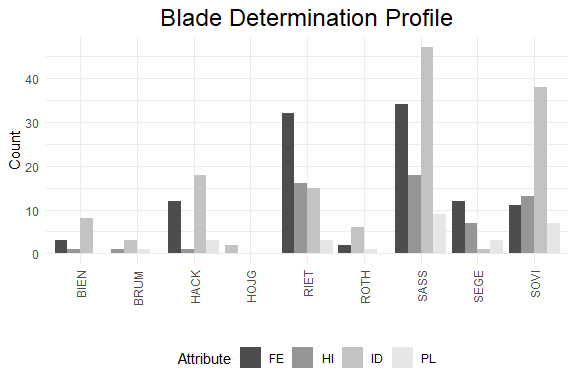 Blade Determination Profile
Count
40
30
20
10
0
BIEN
BRUM
HACK
HOJG
RIET
ROTH
SASS
SEGE
SOVI
Attribute FE HI ID PL